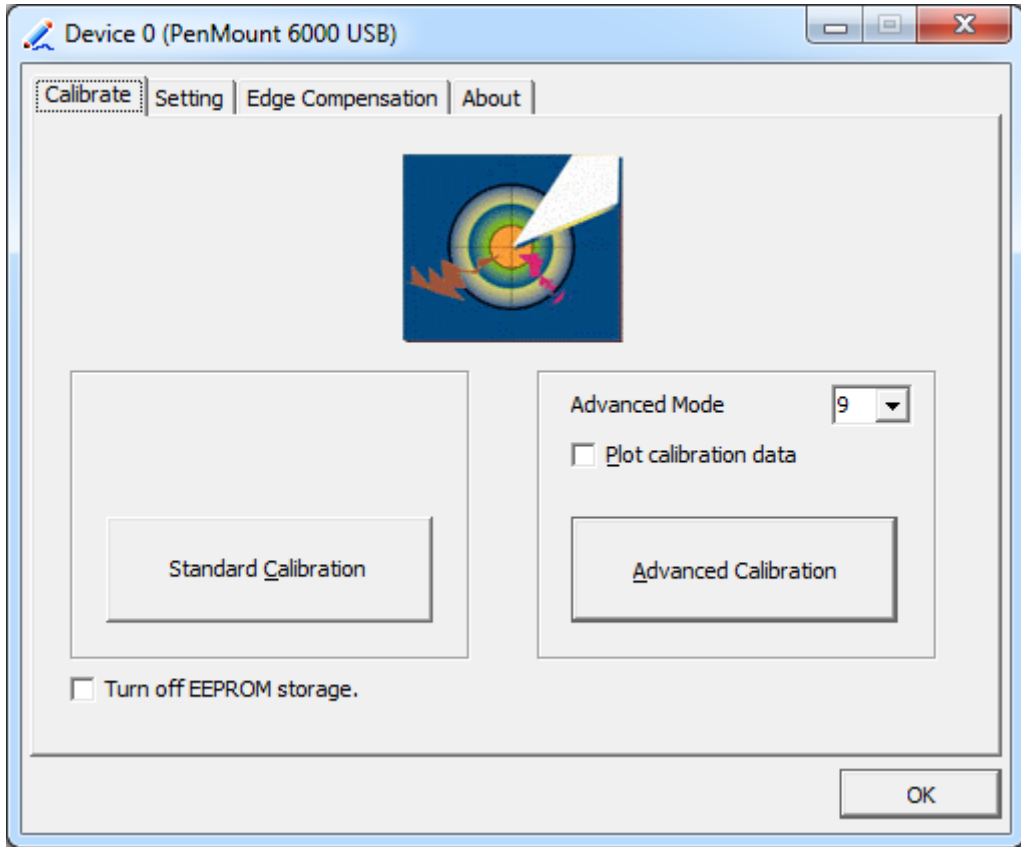 Device 0 (PenMount 6000 USB)
Calibrate Setting Edge Compensation About
Advanced Mode 9
Plot calibration data
Standard Calibration
Advanced Calibration
Turn off EEPROM storage.
OK